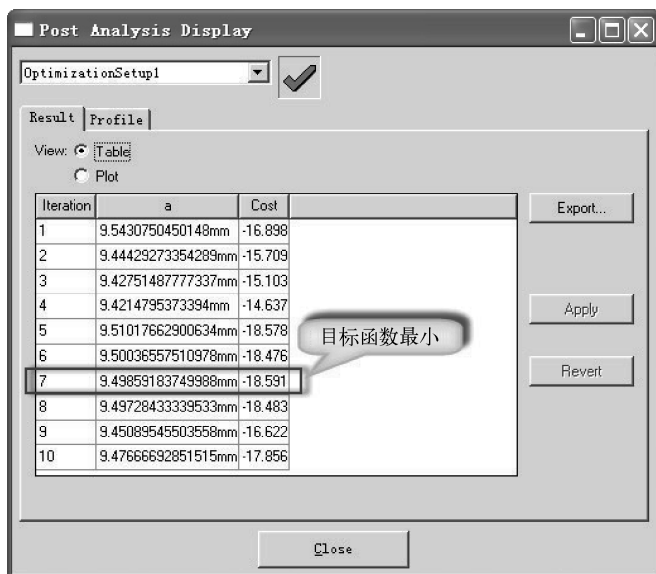 Post Analysis Display
OptimizationSetup1
Result Profile
View: Table
Plot
Iteration a Cost
1 9.5430750450148mm -16.898
2 9.44429273354289mm -15.709
3 9.42751487777337mm -15.103
4 9.4214795373394mm -14.637
5 9.51017662900634mm -18.578
6 9.50036557510978mm -18.476
7 9.49859183749988mm -18.591
8 9.49728433339533mm -18.483
9 9.45089545503558mm -16.622
10 9.47666692851515mm -17.856
目标函数最小
Export...
Apply
Revert
Close